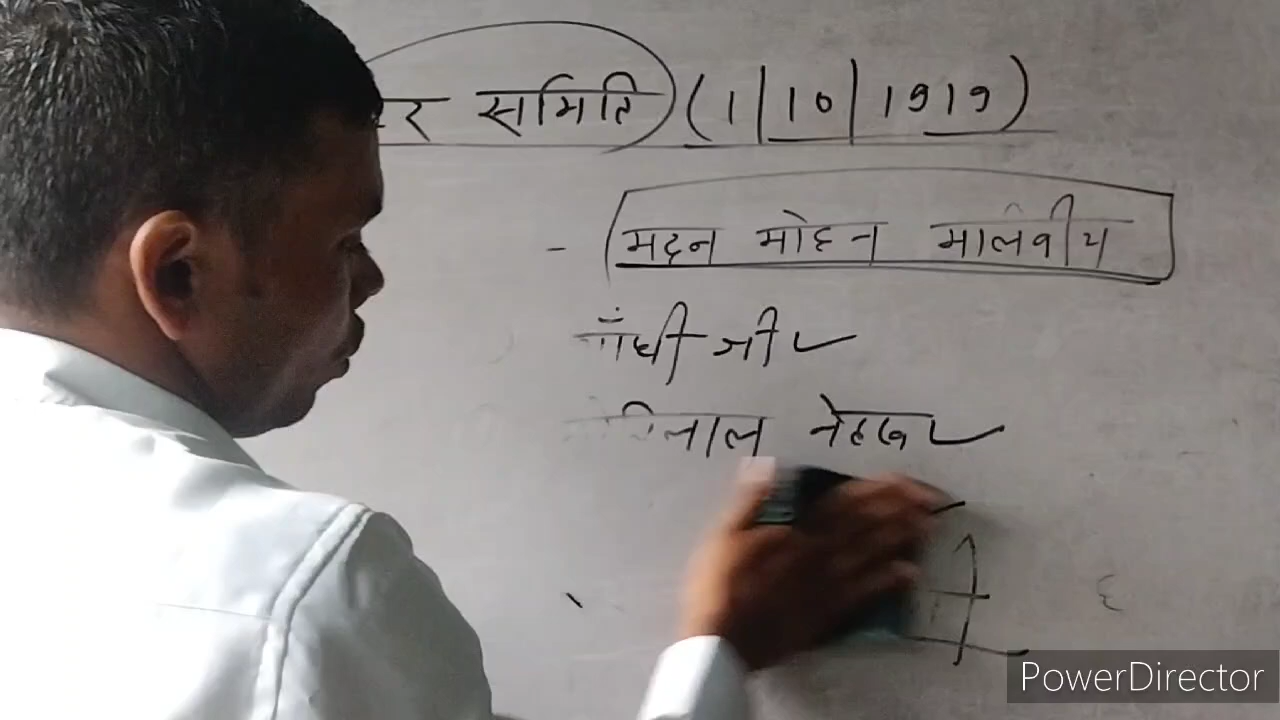 समिति (1|10|1919)
- मदन मोहन मालवीय
गांधी जी
नेहरू
PowerDirector